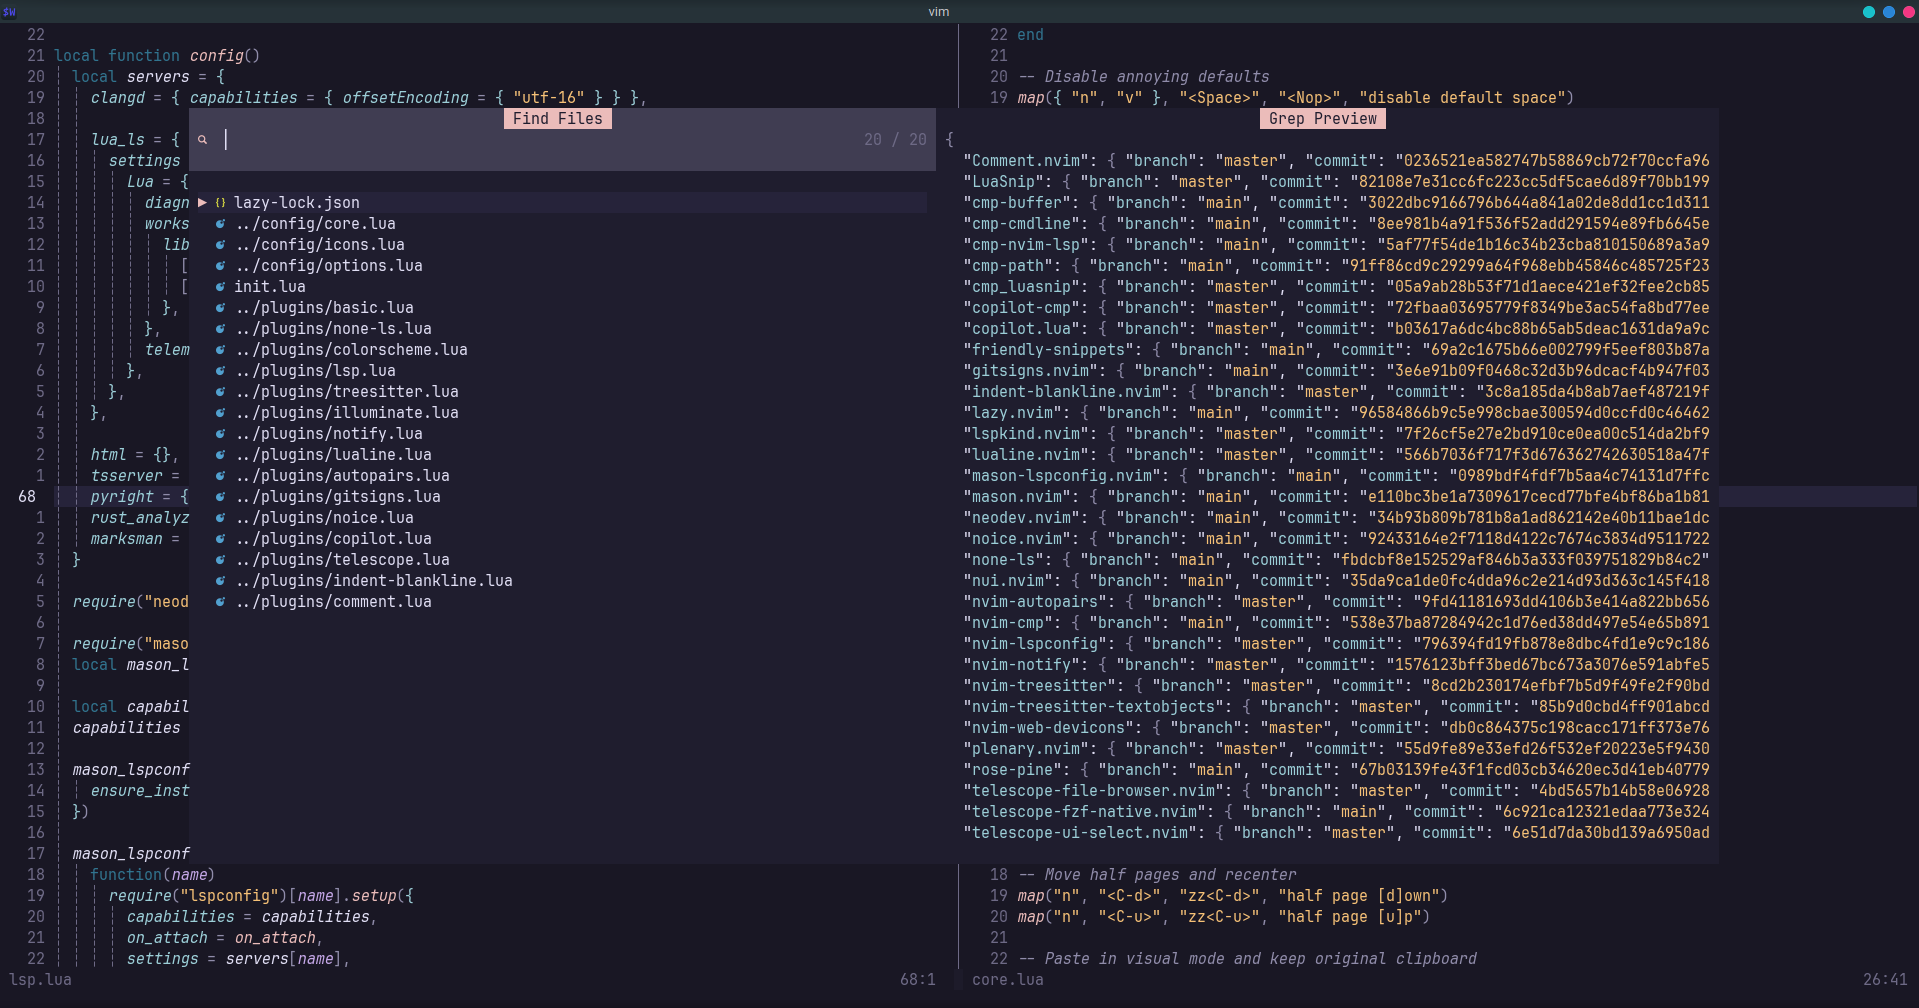 $W
vim
22
21 local function config()
20 local servers = {
19 clangd = { capabilities = { offsetEncoding = { "utf-16" } } },
18
17 lua_ls = {
16 settings
15 Lua = {
14 diagn
13 works
12 lib
11 [
10 [
9 },
8 },
7 telem
6 },
5 },
4 },
3
2 html = {},
1 tsserver =
68 pyright = {
1 rust_analyz
2 marksman =
3 }
4
5 require("neod
6
7 require("maso
8 local mason_l
9
10 local capabil
11 capabilities
12
13 mason_lspconf
14 ensure_inst
15 })
16
17 mason_lspconf
18 function(name)
19 require("lspconfig")[name].setup({
20 capabilities = capabilities,
21 on_attach = on_attach,
22 settings = servers[name],
lsp.lua 68:1
Find Files
20 / 20
{} lazy-lock.json
../config/core.lua
../config/icons.lua
../config/options.lua
init.lua
../plugins/basic.lua
../plugins/none-ls.lua
../plugins/colorscheme.lua
../plugins/lsp.lua
../plugins/treesitter.lua
../plugins/illuminate.lua
../plugins/notify.lua
../plugins/lualine.lua
../plugins/autopairs.lua
../plugins/gitsigns.lua
../plugins/noice.lua
../plugins/copilot.lua
../plugins/telescope.lua
../plugins/indent-blankline.lua
../plugins/comment.lua
22 end
21
20 -- Disable annoying defaults
19 map({ "n", "v" }, "<Space>", "<Nop>", "disable default space")
Grep Preview
{
"Comment.nvim": { "branch": "master", "commit": "0236521ea582747b58869cb72f70ccfa96
"LuaSnip": { "branch": "master", "commit": "82108e7e31cc6fc223cc5df5cae6d89f70bb199
"cmp-buffer": { "branch": "main", "commit": "3022dbc9166796b644a841a02de8dd1cc1d311
"cmp-cmdline": { "branch": "main", "commit": "8ee981b4a91f536f52add291594e89fb6645e
"cmp-nvim-lsp": { "branch": "main", "commit": "5af77f54de1b16c34b23cba810150689a3a9
"cmp-path": { "branch": "main", "commit": "91ff86cd9c29299a64f968ebb45846c485725f23
"cmp_luasnip": { "branch": "master", "commit": "05a9ab28b53f71d1aece421ef32fee2cb85
"copilot-cmp": { "branch": "master", "commit": "72fbaa03695779f8349be3ac54fa8bd77ee
"copilot.lua": { "branch": "master", "commit": "b03617a6dc4bc88b65ab5deac1631da9a9c
"friendly-snippets": { "branch": "main", "commit": "69a2c1675b66e002799f5eef803b87a
"gitsigns.nvim": { "branch": "main", "commit": "3e6e91b09f0468c32d3b96dcacf4b947f03
"indent-blankline.nvim": { "branch": "master", "commit": "3c8a185da4b8ab7aef487219f
"lazy.nvim": { "branch": "main", "commit": "96584866b9c5e998cbae300594d0ccfd0c46462
"lspkind.nvim": { "branch": "master", "commit": "7f26cf5e27e2bd910ce0ea00c514da2bf9
"lualine.nvim": { "branch": "master", "commit": "566b7036f717f3d676362742630518a47f
"mason-lspconfig.nvim": { "branch": "main", "commit": "0989bdf4fdf7b5aa4c74131d7ffc
"mason.nvim": { "branch": "main", "commit": "e110bc3be1a7309617cecd77bfe4bf86ba1b81
"neodev.nvim": { "branch": "main", "commit": "34b93b809b781b8a1ad862142e40b11bae1dc
"noice.nvim": { "branch": "main", "commit": "92433164e2f7118d4122c7674c3834d9511722
"none-ls": { "branch": "main", "commit": "fbdcbf8e152529af846b3a333f039751829b84c2"
"nui.nvim": { "branch": "main", "commit": "35da9ca1de0fc4dda96c2e214d93d363c145f418
"nvim-autopairs": { "branch": "master", "commit": "9fd41181693dd4106b3e414a822bb656
"nvim-cmp": { "branch": "main", "commit": "538e37ba87284942c1d76ed38dd497e54e65b891
"nvim-lspconfig": { "branch": "master", "commit": "796394fd19fb878e8dbc4fd1e9c9c186
"nvim-notify": { "branch": "master", "commit": "1576123bff3bed67bc673a3076e591abfe5
"nvim-treesitter": { "branch": "master", "commit": "8cd2b230174efbf7b5d9f49fe2f90bd
"nvim-treesitter-textobjects": { "branch": "master", "commit": "85b9d0cbd4ff901abcd
"nvim-web-devicons": { "branch": "master", "commit": "db0c864375c198cacc171ff373e76
"plenary.nvim": { "branch": "master", "commit": "55d9fe89e33efd26f532ef20223e5f9430
"rose-pine": { "branch": "main", "commit": "67b03139fe43f1fcd03cb34620ec3d41eb40779
"telescope-file-browser.nvim": { "branch": "master", "commit": "4bd5657b14b58e06928
"telescope-fzf-native.nvim": { "branch": "main", "commit": "6c921ca12321edaa773e324
"telescope-ui-select.nvim": { "branch": "master", "commit": "6e51d7da30bd139a6950ad
18 -- Move half pages and recenter
19 map("n", "<C-d>", "zz<C-d>", "half page [d]own")
20 map("n", "<C-u>", "zz<C-u>", "half page [u]p")
21
22 -- Paste in visual mode and keep original clipboard
core.lua 26:41